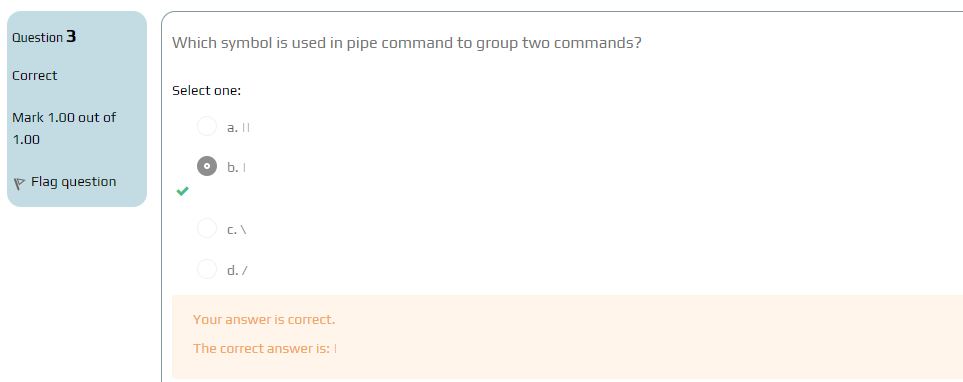 Question 3
Correct
Mark 1.00 out of
1.00
Flag question
Which symbol is used in pipe command to group two commands?
Select one:
a. ||
b. |
c. \
d. /
Your answer is correct.
The correct answer is: |